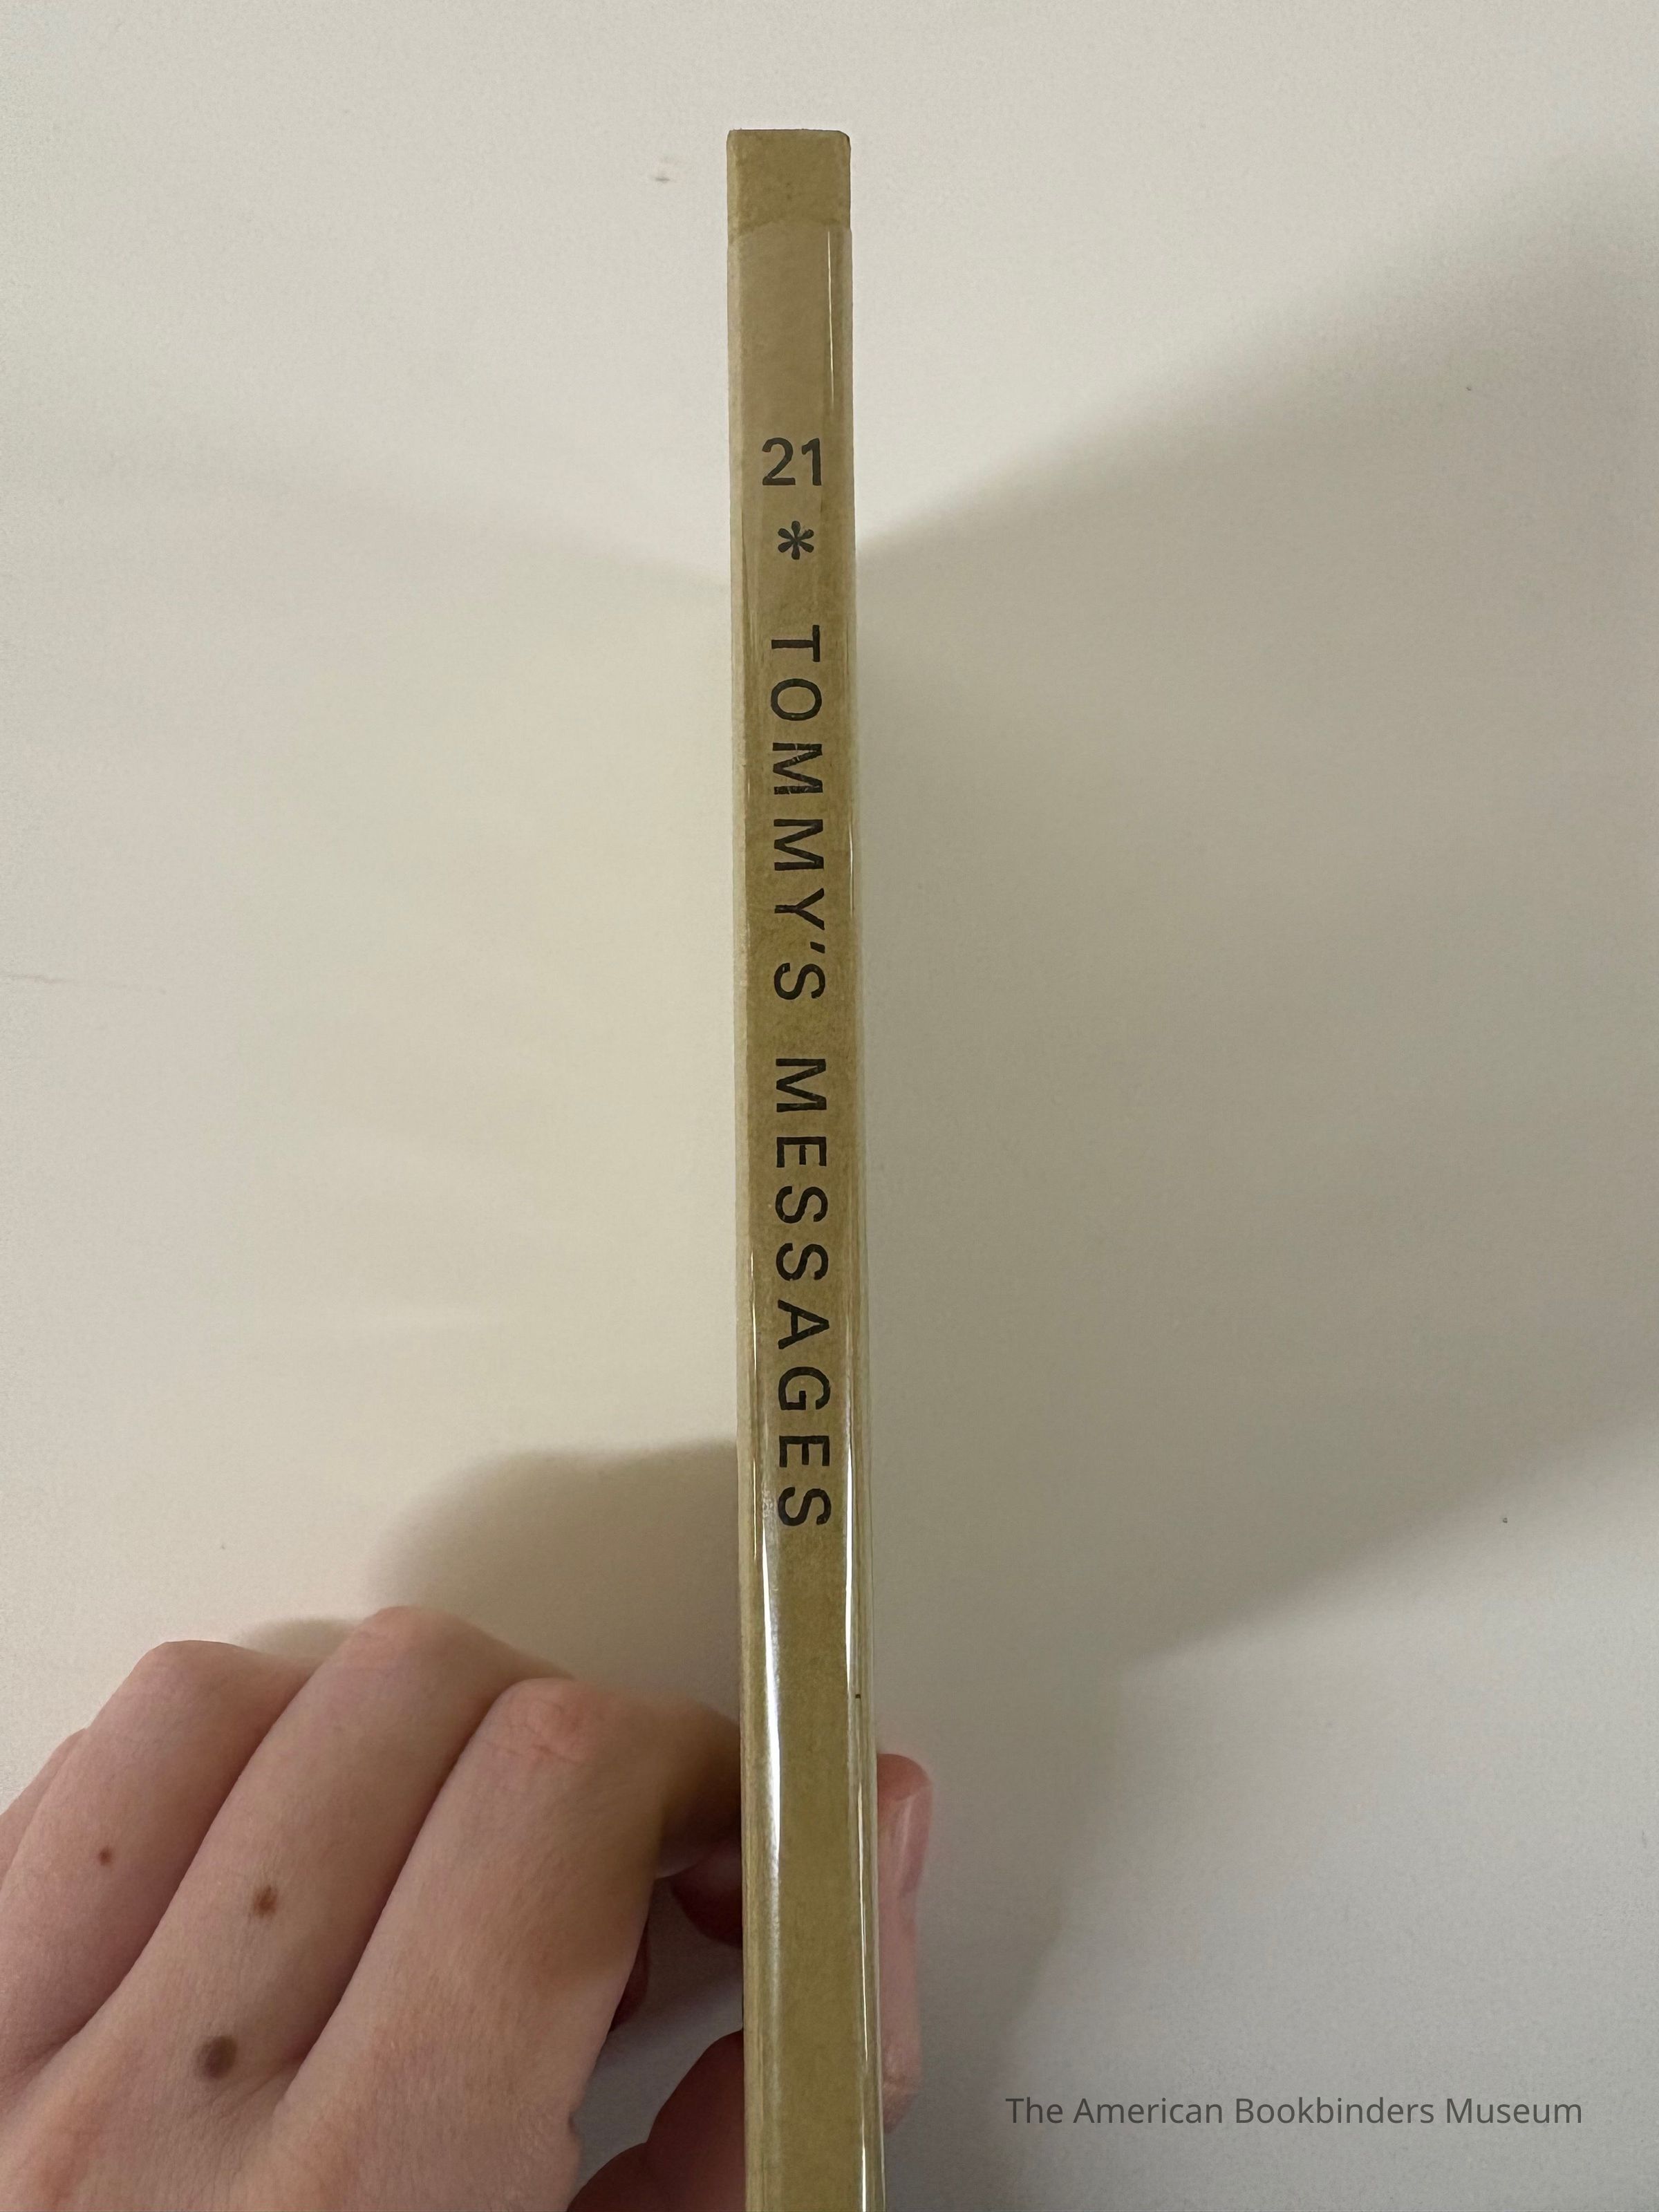 21
* TOMMY'S MESSAGES
The American Bookbinders Museum